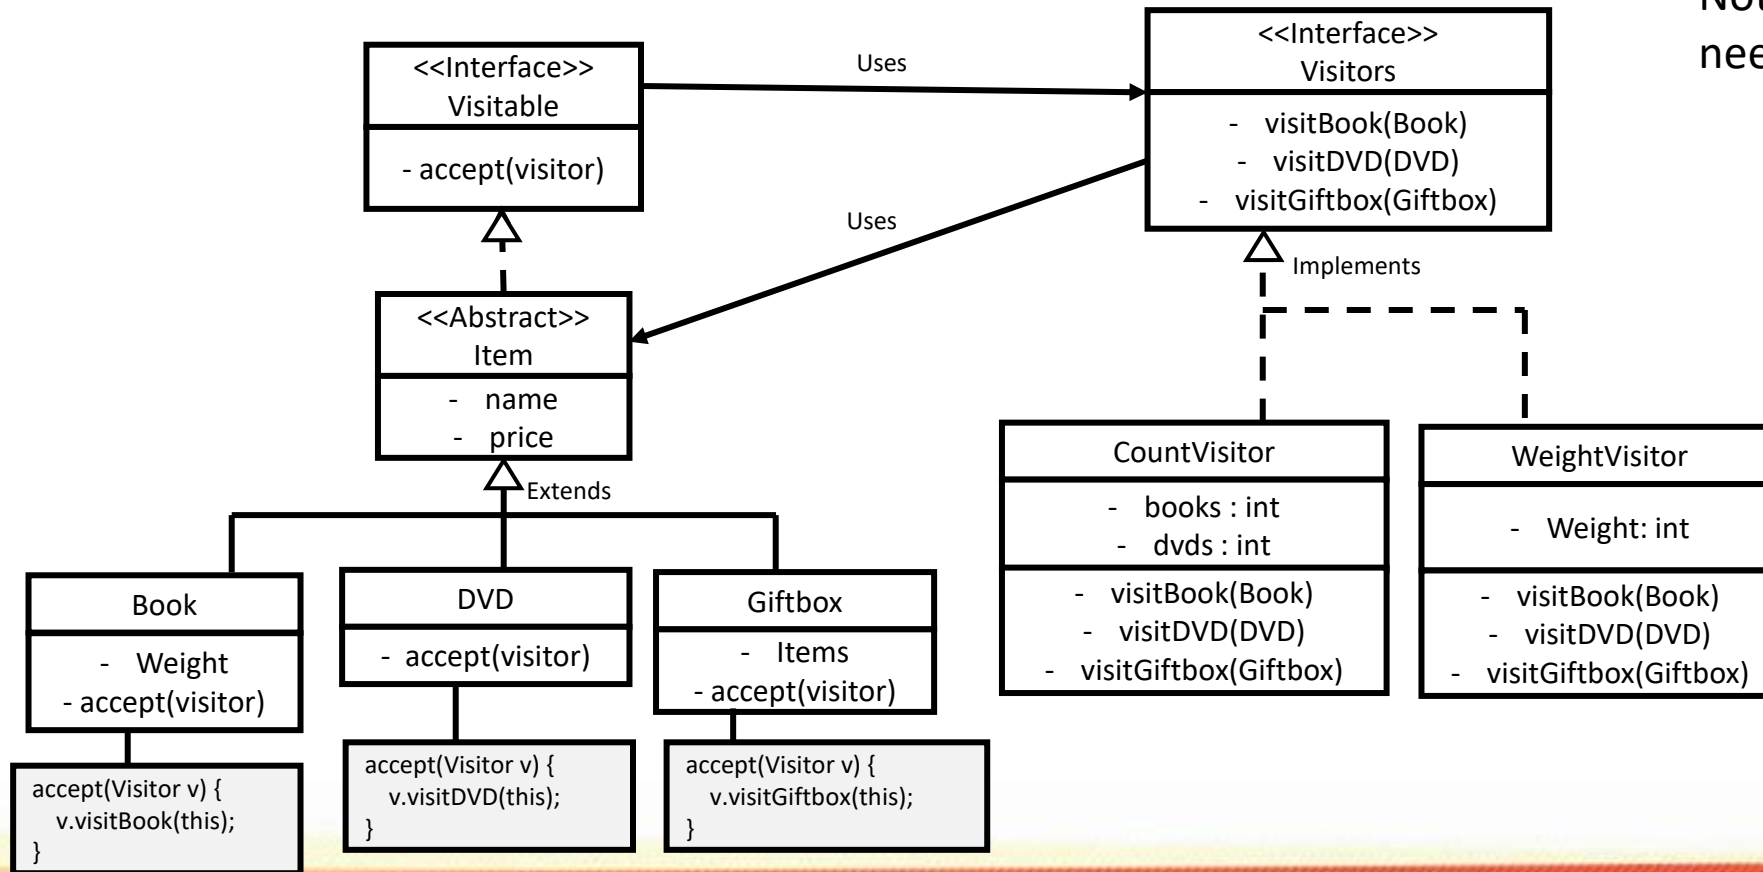 <<Interface>>
Visitable
- accept(visitor)
Uses
<<Interface>>
Visitors
- visitBook(Book)
- visitDVD(DVD)
- visitGiftbox(Giftbox)
Uses
Implements
<<Abstract>>
Item
- name
- price
Extends
Book
- Weight
- accept(visitor)
DVD
- accept(visitor)
Giftbox
- Items
- accept(visitor)
CountVisitor
- books : int
- dvds : int
- visitBook(Book)
- visitDVD(DVD)
- visitGiftbox(Giftbox)
WeightVisitor
- Weight: int
- visitBook(Book)
- visitDVD(DVD)
- visitGiftbox(Giftbox)
accept(Visitor v) {
v.visitBook(this);
}
accept(Visitor v) {
v.visitDVD(this);
}
accept(Visitor v) {
v.visitGiftbox(this);
}